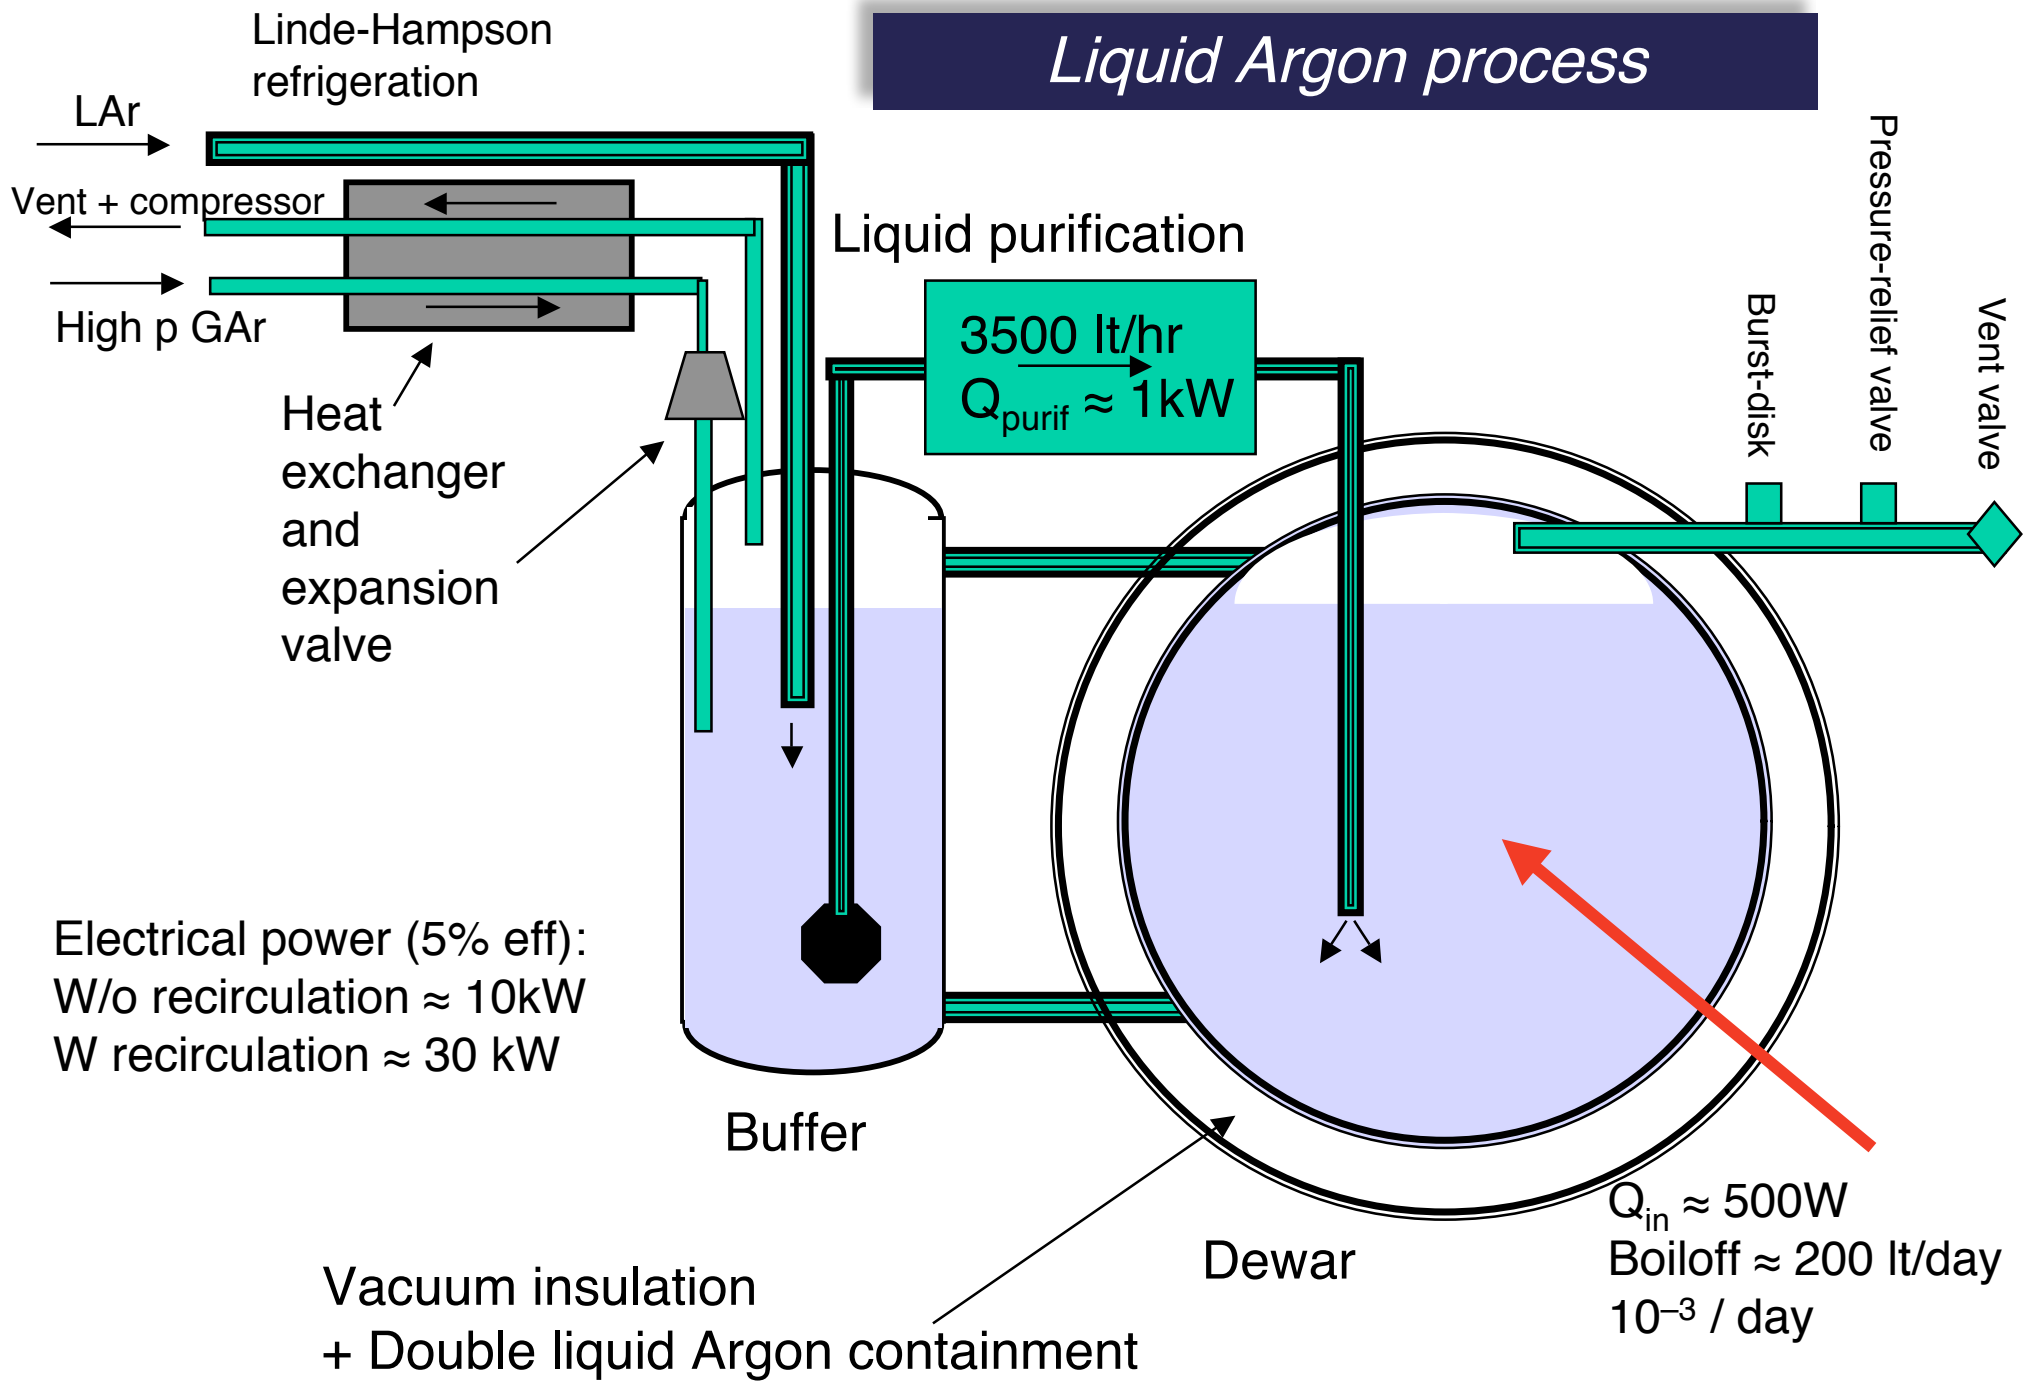 Linde-Hampson
refrigeration
Liquid Argon process
LAr
Vent + compressor
High p GAr
Liquid purification
3500 lt/hr
Qpurif ≈ 1kW
Burst-disk
Pressure-relief valve
Vent valve
Heat
exchanger
and
expansion
valve
Electrical power (5% eff):
W/o recirculation ≈ 10kW
W recirculation ≈ 30 kW
Buffer
Dewar
Qin ≈ 500W
Boiloff ≈ 200 lt/day
10–3 / day
Vacuum insulation
+ Double liquid Argon containment